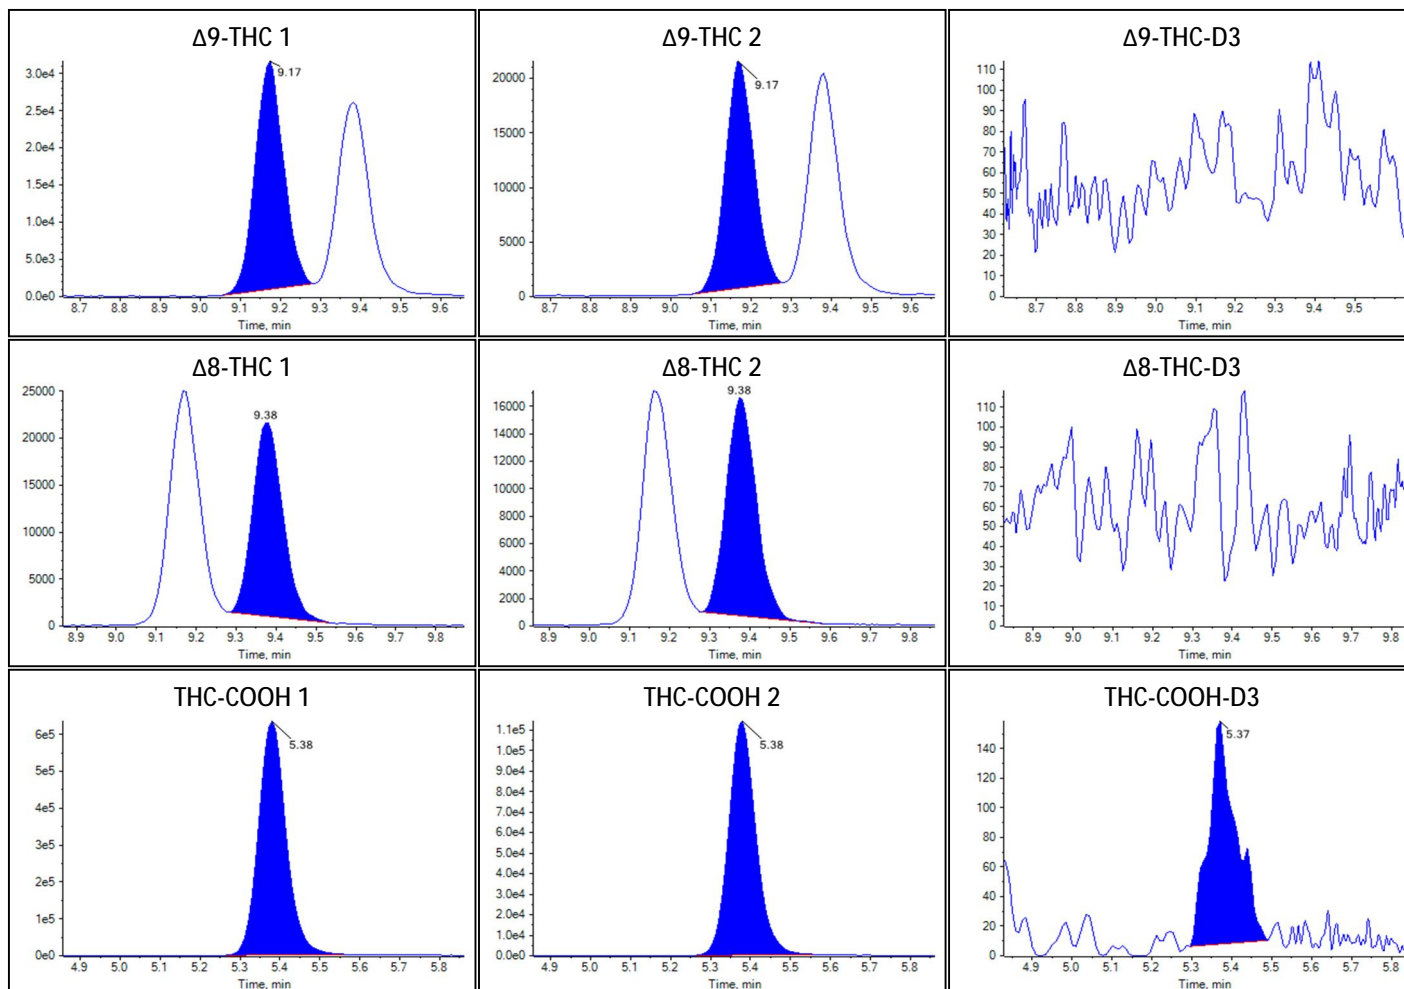 Δ9-THC 1
9.17
3.0e4
2.5e4
2.0e4
1.5e4
1.0e4
5.0e3
0.0e0
8.7 8.8 8.9 9.0 9.1 9.2 9.3 9.4 9.5 9.6
Time, min
Δ9-THC 2
9.17
20000
15000
10000
5000
0
8.7 8.8 8.9 9.0 9.1 9.2 9.3 9.4 9.5 9.6
Time, min
Δ9-THC-D3
110
100
90
80
70
60
50
40
30
20
10
0
8.7 8.8 8.9 9.0 9.1 9.2 9.3 9.4 9.5
Time, min
Δ8-THC 1
9.38
25000
20000
15000
10000
5000
0
8.9 9.0 9.1 9.2 9.3 9.4 9.5 9.6 9.7 9.8
Time, min
Δ8-THC 2
9.38
16000
14000
12000
10000
8000
6000
4000
2000
0
8.9 9.0 9.1 9.2 9.3 9.4 9.5 9.6 9.7 9.8
Time, min
Δ8-THC-D3
110
100
90
80
70
60
50
40
30
20
10
0
8.9 9.0 9.1 9.2 9.3 9.4 9.5 9.6 9.7 9.8
Time, min
THC-COOH 1
5.38
6e5
5e5
4e5
3e5
2e5
1e5
0e0
4.9 5.0 5.1 5.2 5.3 5.4 5.5 5.6 5.7 5.8
Time, min
THC-COOH 2
5.38
1.1e5
1.0e5
9.0e4
8.0e4
7.0e4
6.0e4
5.0e4
4.0e4
3.0e4
2.0e4
1.0e4
0.0e0
4.9 5.0 5.1 5.2 5.3 5.4 5.5 5.6 5.7 5.8
Time, min
THC-COOH-D3
5.37
140
120
100
80
60
40
20
0
4.9 5.0 5.1 5.2 5.3 5.4 5.5 5.6 5.7 5.8
Time, min